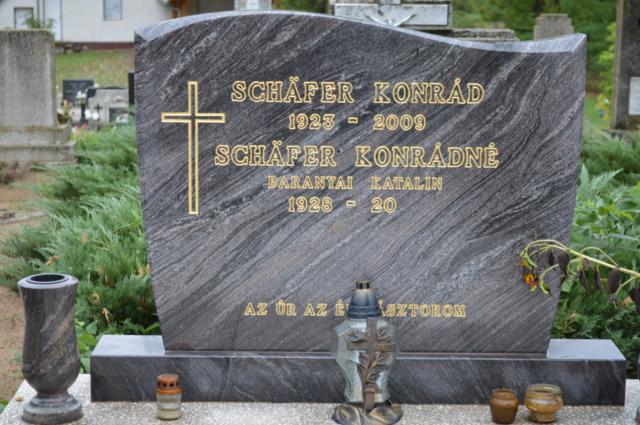 SCHÄFER KONRÁD
1923 - 2009
SCHÄFER KONRÁDNÉ
BARANYAI KATALIN
1928 - 20
AZ ÚR AZ